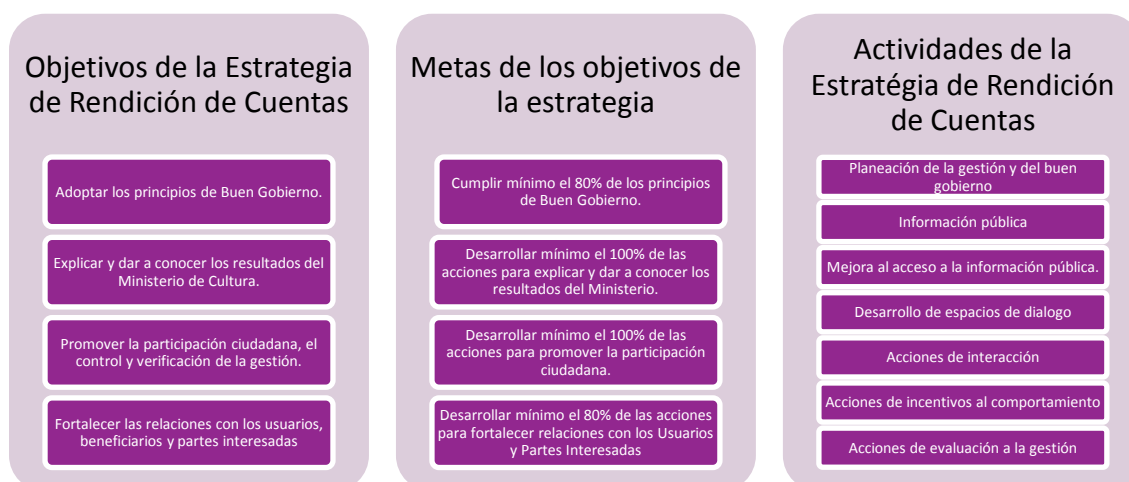 Objetivos de la Estrategia
de Rendición de Cuentas
Adoptar los principios de Buen Gobierno.
Explicar y dar a conocer los resultados del
Ministerio de Cultura.
Promover la participación ciudadana, el
control y verificación de la gestión.
Fortalecer las relaciones con los usuarios,
beneficiarios y partes interesadas
Metas de los objetivos de
la estrategia
Cumplir mínimo el 80% de los principios
de Buen Gobierno.
Desarrollar mínimo el 100% de las
acciones para explicar y dar a conocer los
resultados del Ministerio.
Desarrollar mínimo el 100% de las
acciones para promover la participación
ciudadana.
Desarrollar mínimo el 80% de las acciones
para fortalecer relaciones con los Usuarios
y Partes Interesadas
Actividades de la
Estratégia de Rendición
de Cuentas
Planeación de la gestión y del buen
gobierno
Información pública
Mejora al acceso a la información pública.
Desarrollo de espacios de dialogo
Acciones de interacción
Acciones de incentivos al comportamiento
Acciones de evaluación a la gestión